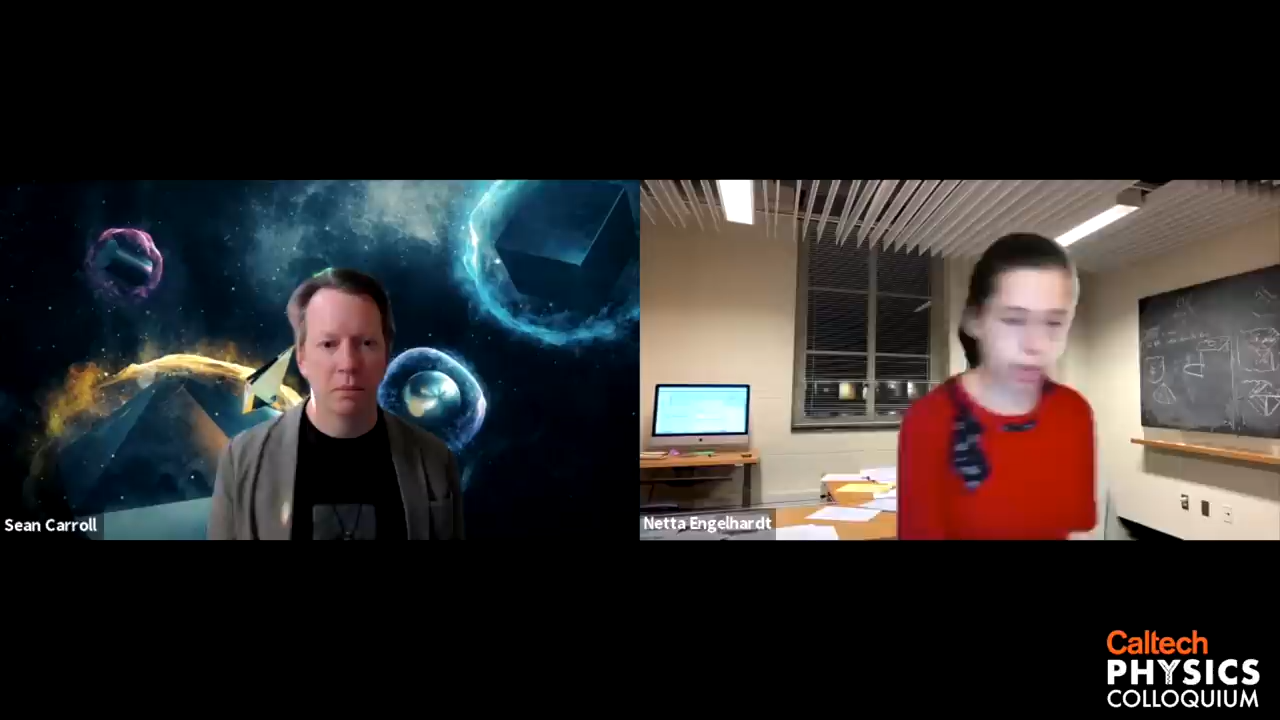 Sean Carroll
Netta Engelhardt
Caltech
PHYSICS
COLLOQUIUM